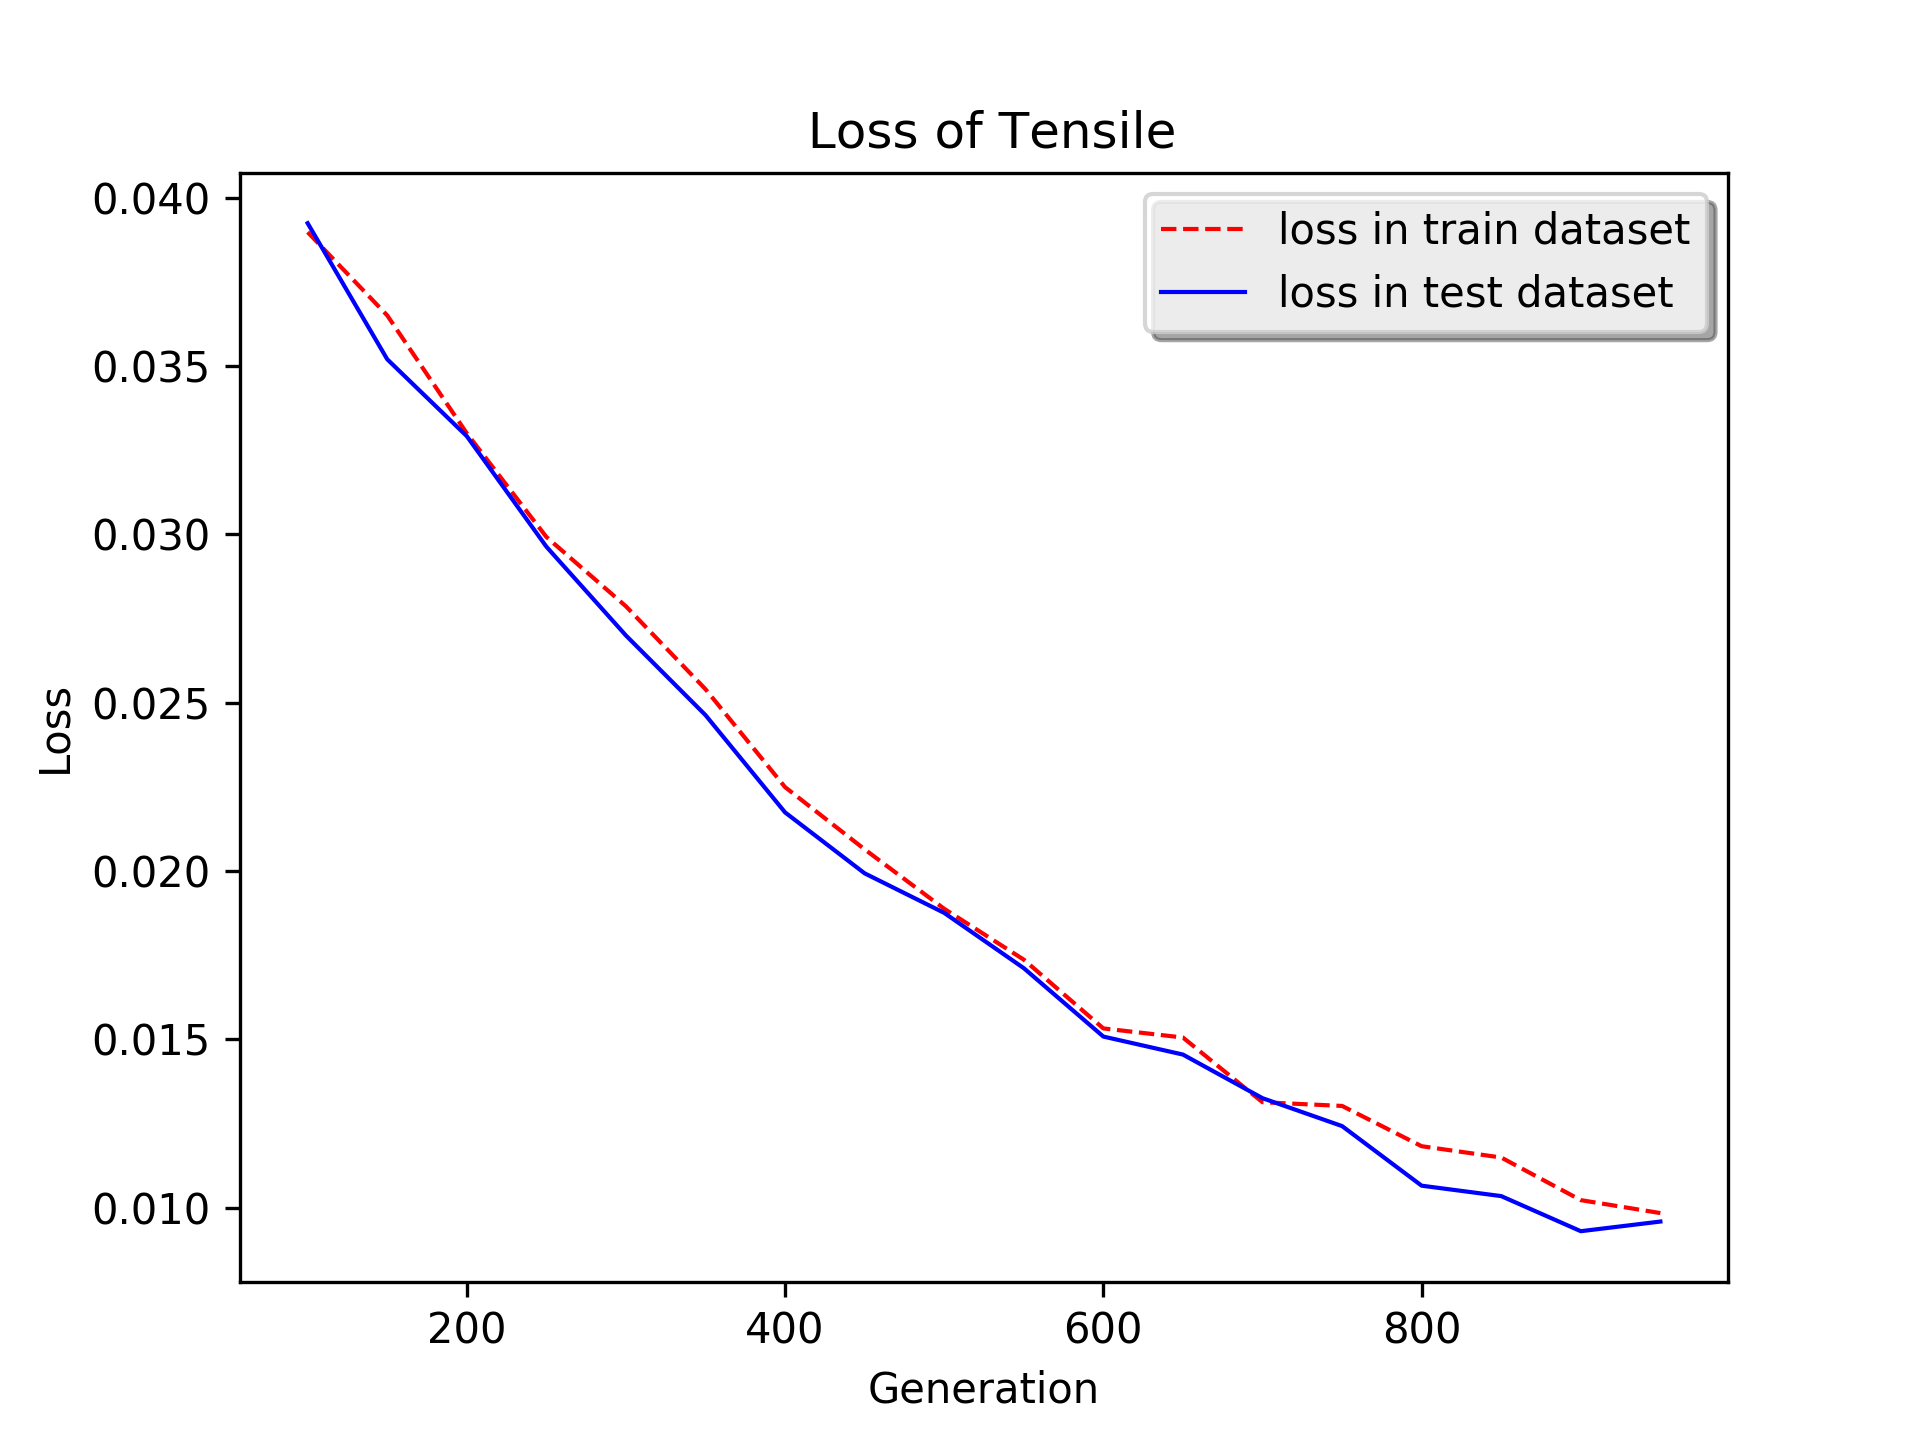 Loss of Tensile
loss in train dataset
loss in test dataset
Loss
0.040
0.035
0.030
0.025
0.020
0.015
0.010
200 400 600 800
Generation